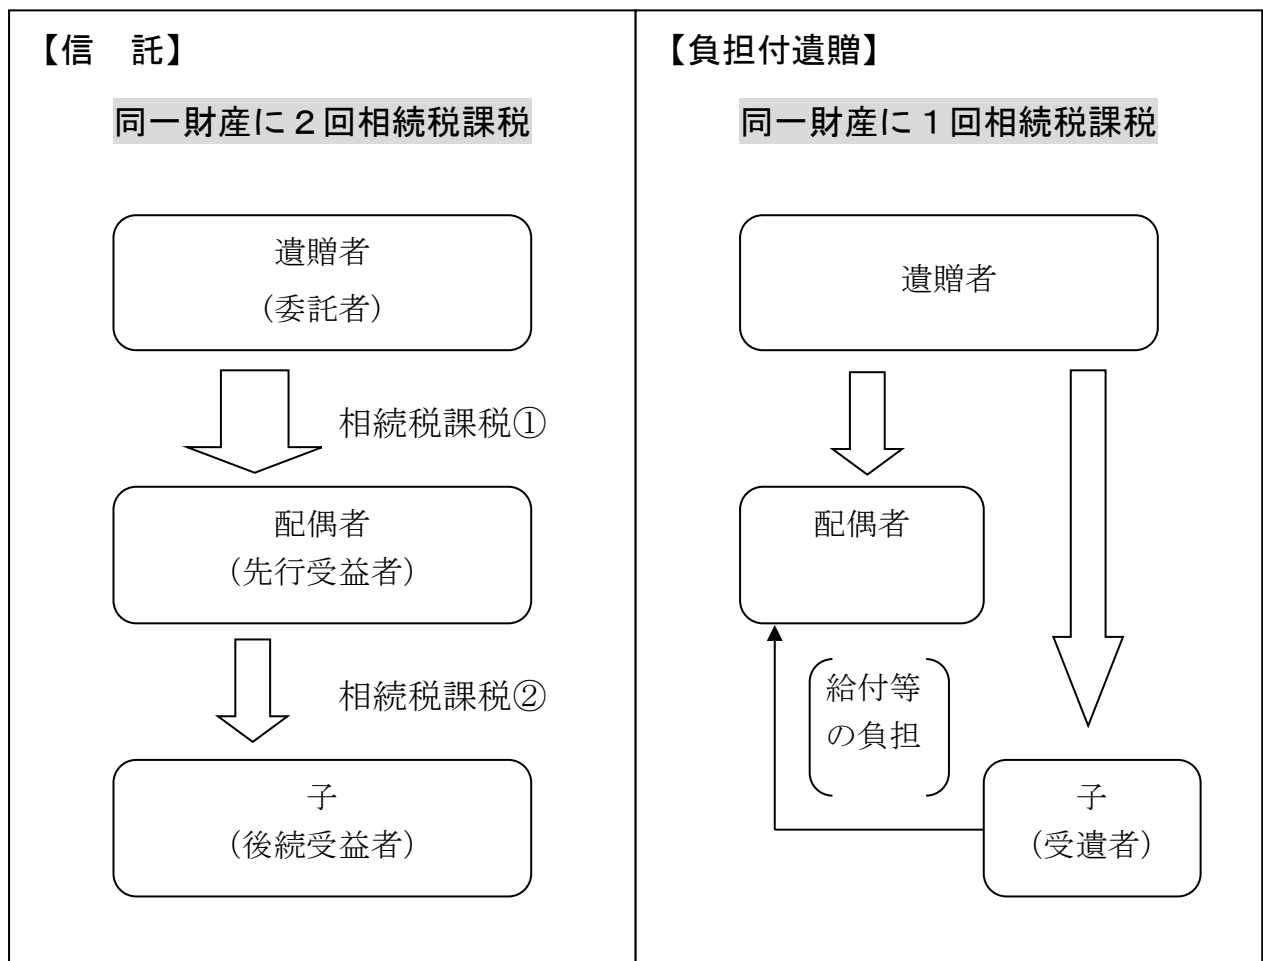 【信　託】
同一財産に２回相続税課税
遺贈者
（委託者）
相続税課税①
配偶者
（先行受益者）
相続税課税②
子
（後続受益者）
【負担付遺贈】
同一財産に１回相続税課税
遺贈者
配偶者
給付等
の負担
子
（受遺者）